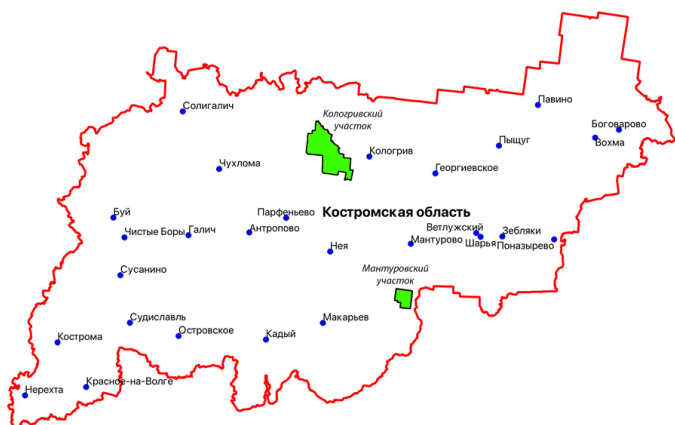 Павино
Солигалич
Кологривский
участок
Боговарово
Вохма
Пыщуг
Кологрив
Чухлома
Георгиевское
Буй
Парфеньево
Костромская область
Чистые Боры
Галич
Антропово
Ветлужский
Зебляки
Мантурово
Шарья
Поназырево
Нея
Мантуровский
участок
Сусанино
Судиславль
Макарьев
Островское
Кадый
Кострома
Красное-на-Волге
Нерехта